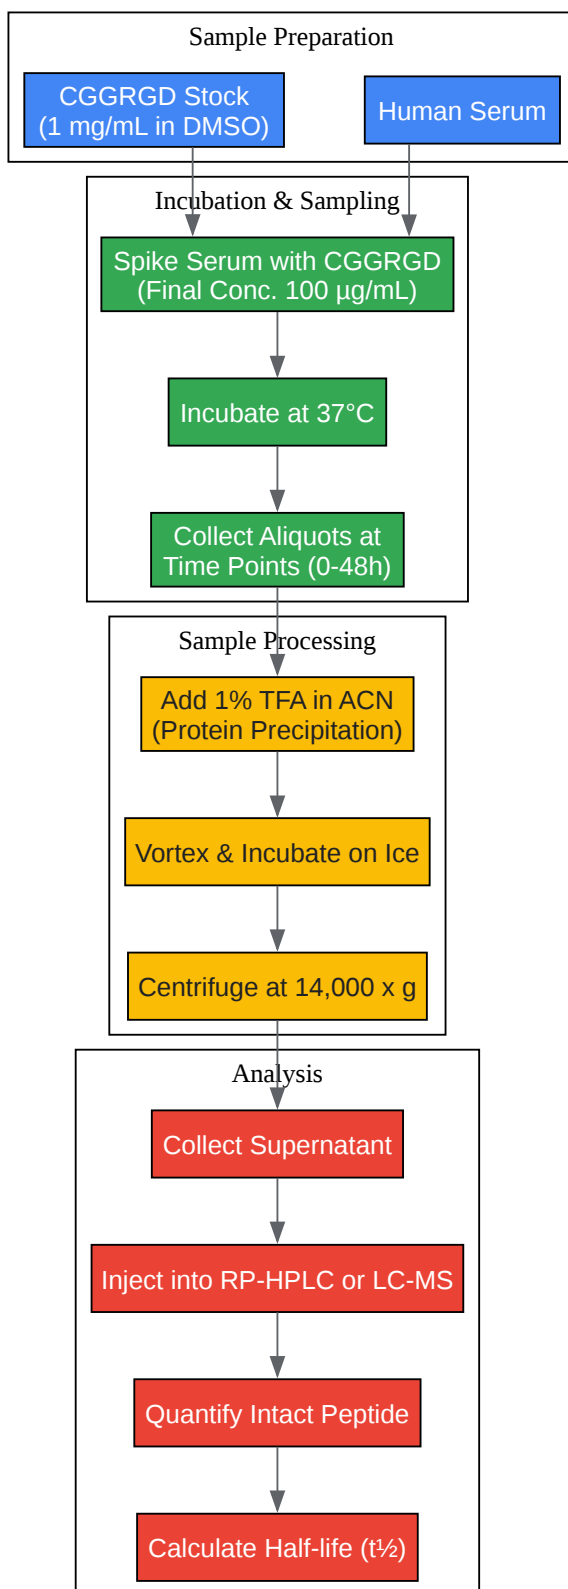 Sample Preparation
CGGRGD Stock
(1 mg/mL in DMSO)
Human Serum
Incubation & Sampling
Spike Serum with CGGRGD
(Final Conc. 100 µg/mL)
Incubate at 37°C
Collect Aliquots at
Time Points (0-48h)
Sample Processing
Add 1% TFA in ACN
(Protein Precipitation)
Vortex & Incubate on Ice
Centrifuge at 14,000 x g
Analysis
Collect Supernatant
Inject into RP-HPLC or LC-MS
Quantify Intact Peptide
Calculate Half-life (t½)